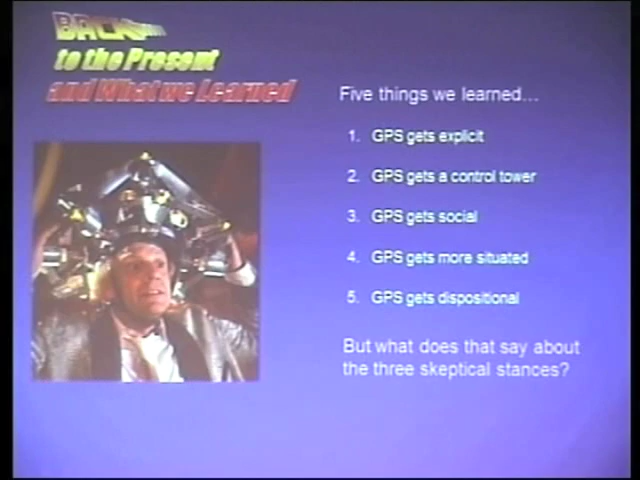 BACK
to the Present
and What we Learned
Five things we learned…
1. GPS gets explicit
2. GPS gets a control tower
3. GPS gets social
4. GPS gets more situated
5. GPS gets dispositional
But what does that say about
the three skeptical stances?